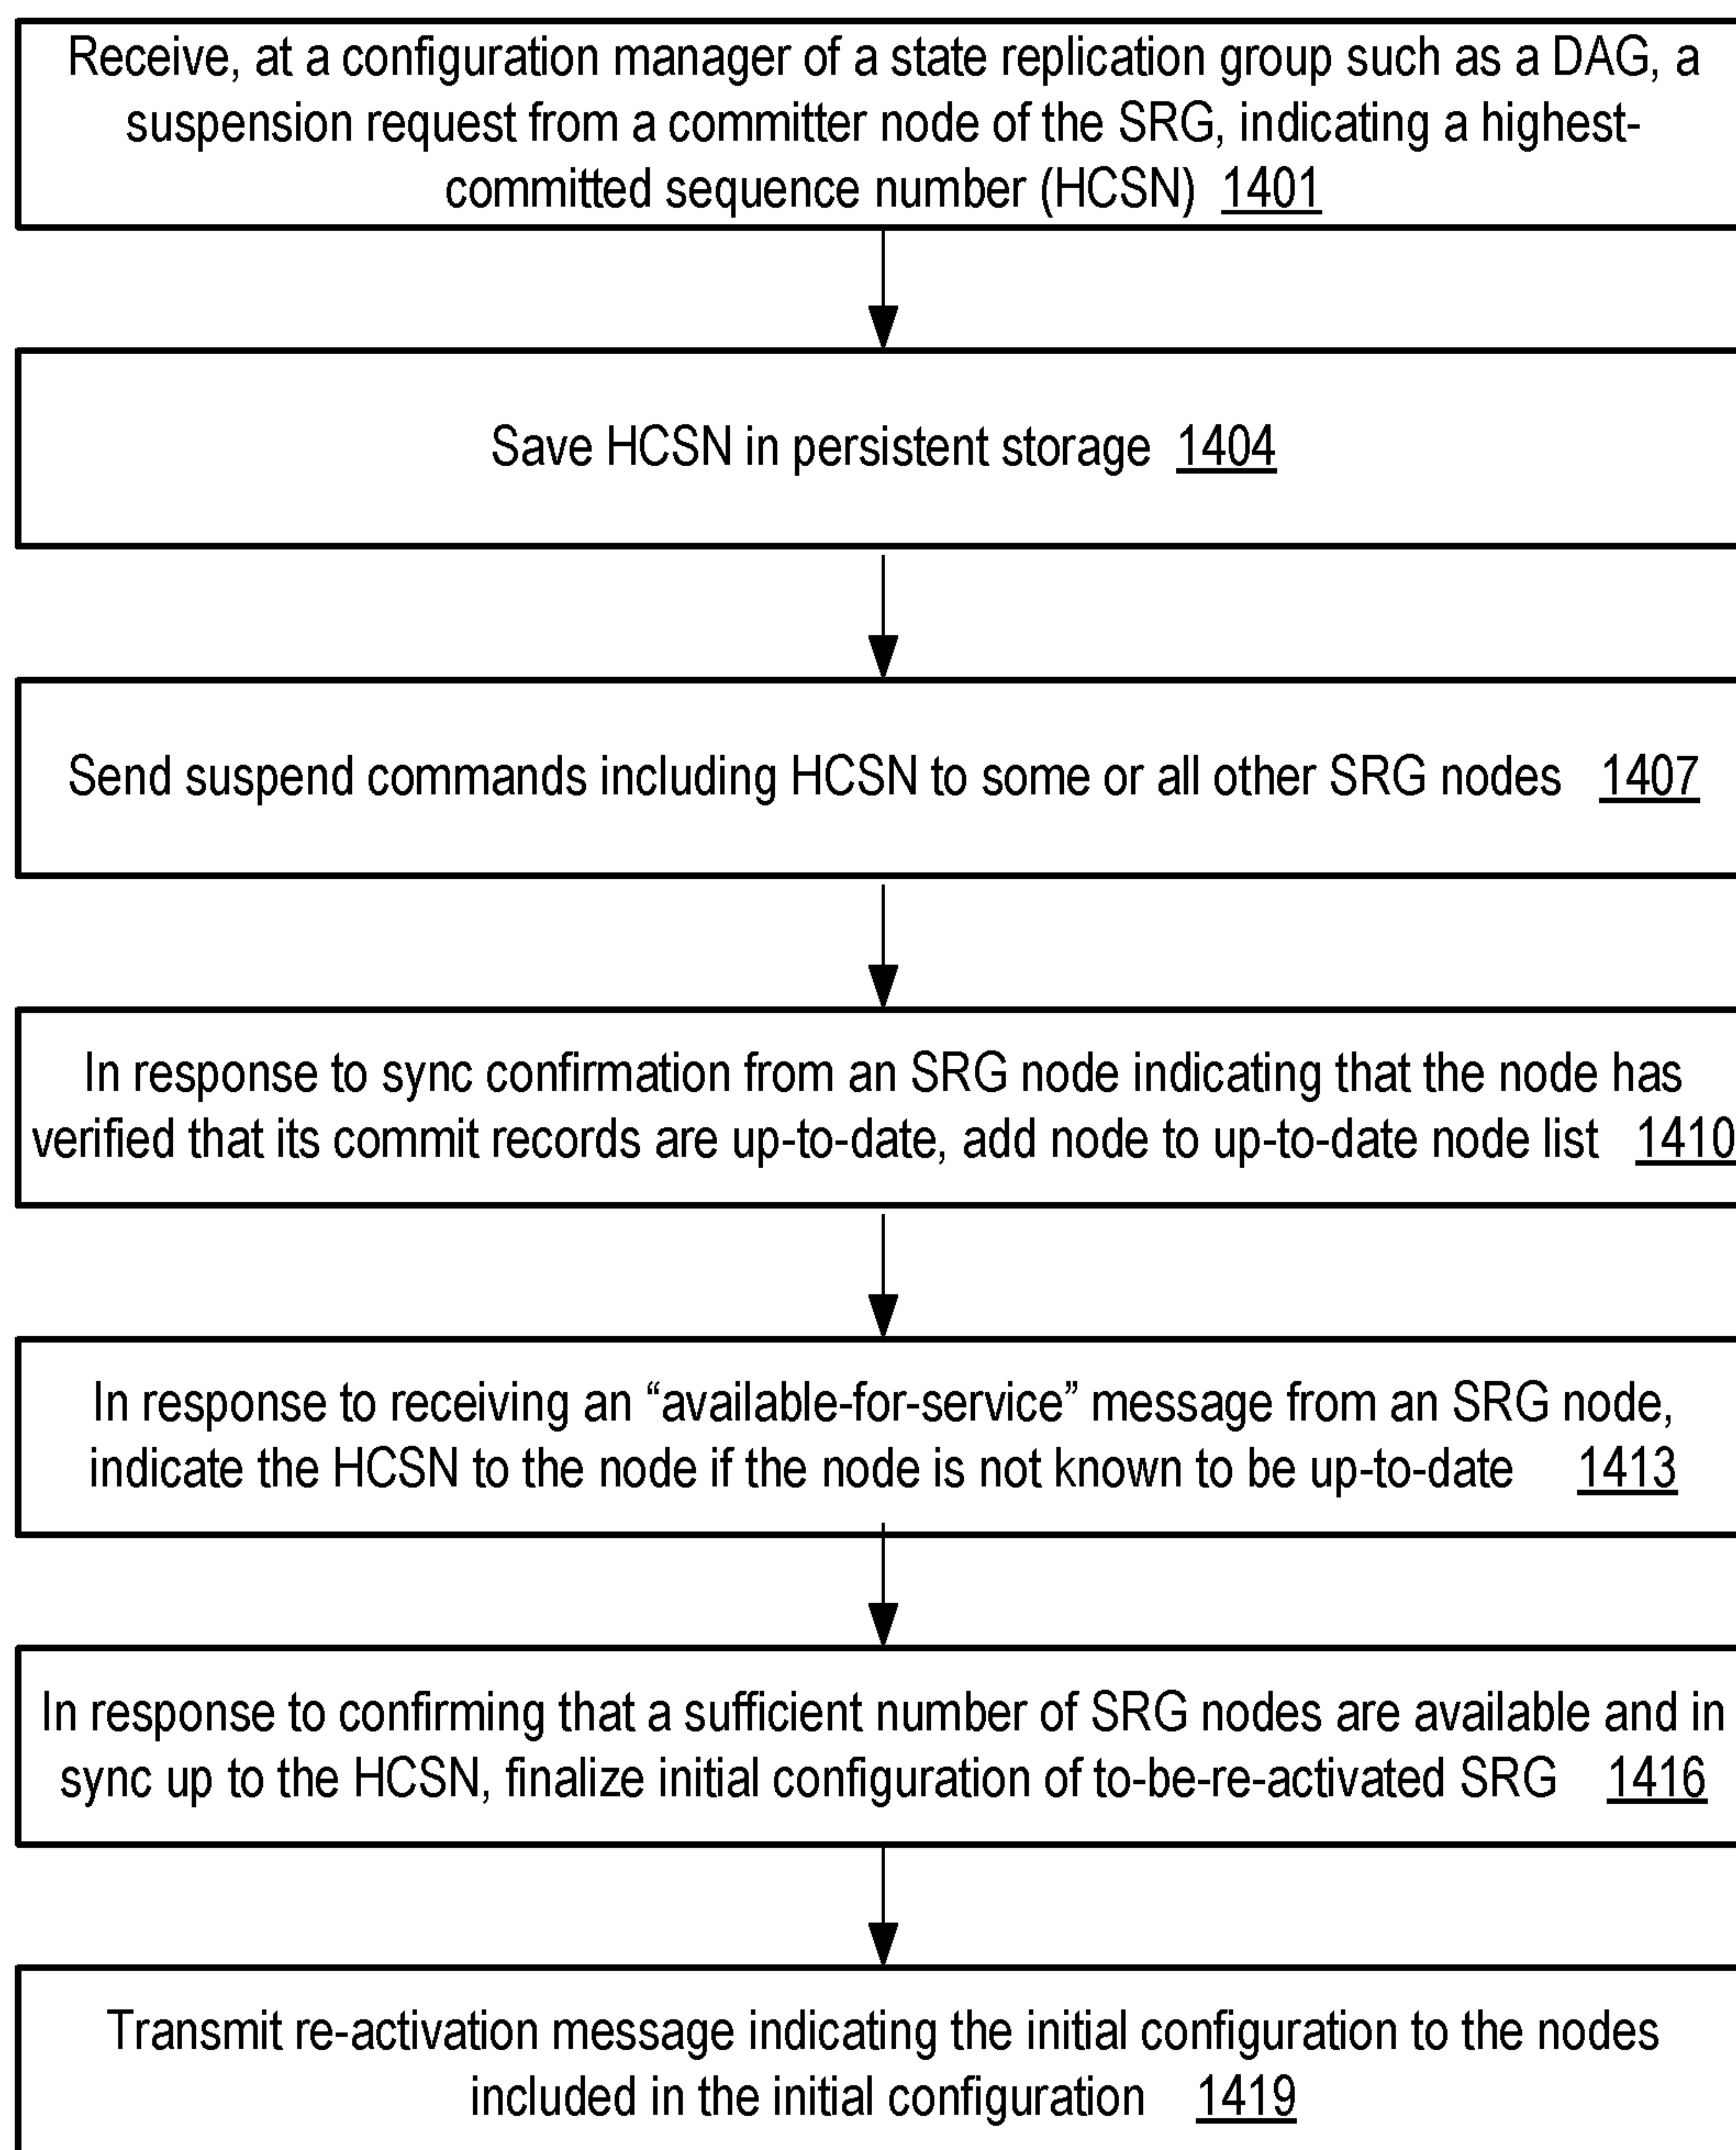 Receive, at a configuration manager of a state replication group such as a DAG, a
suspension request from a committer node of the SRG, indicating a highest-
committed sequence number (HCSN) 1401
Save HCSN in persistent storage 1404
Send suspend commands including HCSN to some or all other SRG nodes 1407
In response to sync confirmation from an SRG node indicating that the node has
verified that its commit records are up-to-date, add node to up-to-date node list 1410
In response to receiving an “available-for-service” message from an SRG node,
indicate the HCSN to the node if the node is not known to be up-to-date 1413
In response to confirming that a sufficient number of SRG nodes are available and in
sync up to the HCSN, finalize initial configuration of to-be-re-activated SRG 1416
Transmit re-activation message indicating the initial configuration to the nodes
included in the initial configuration 1419